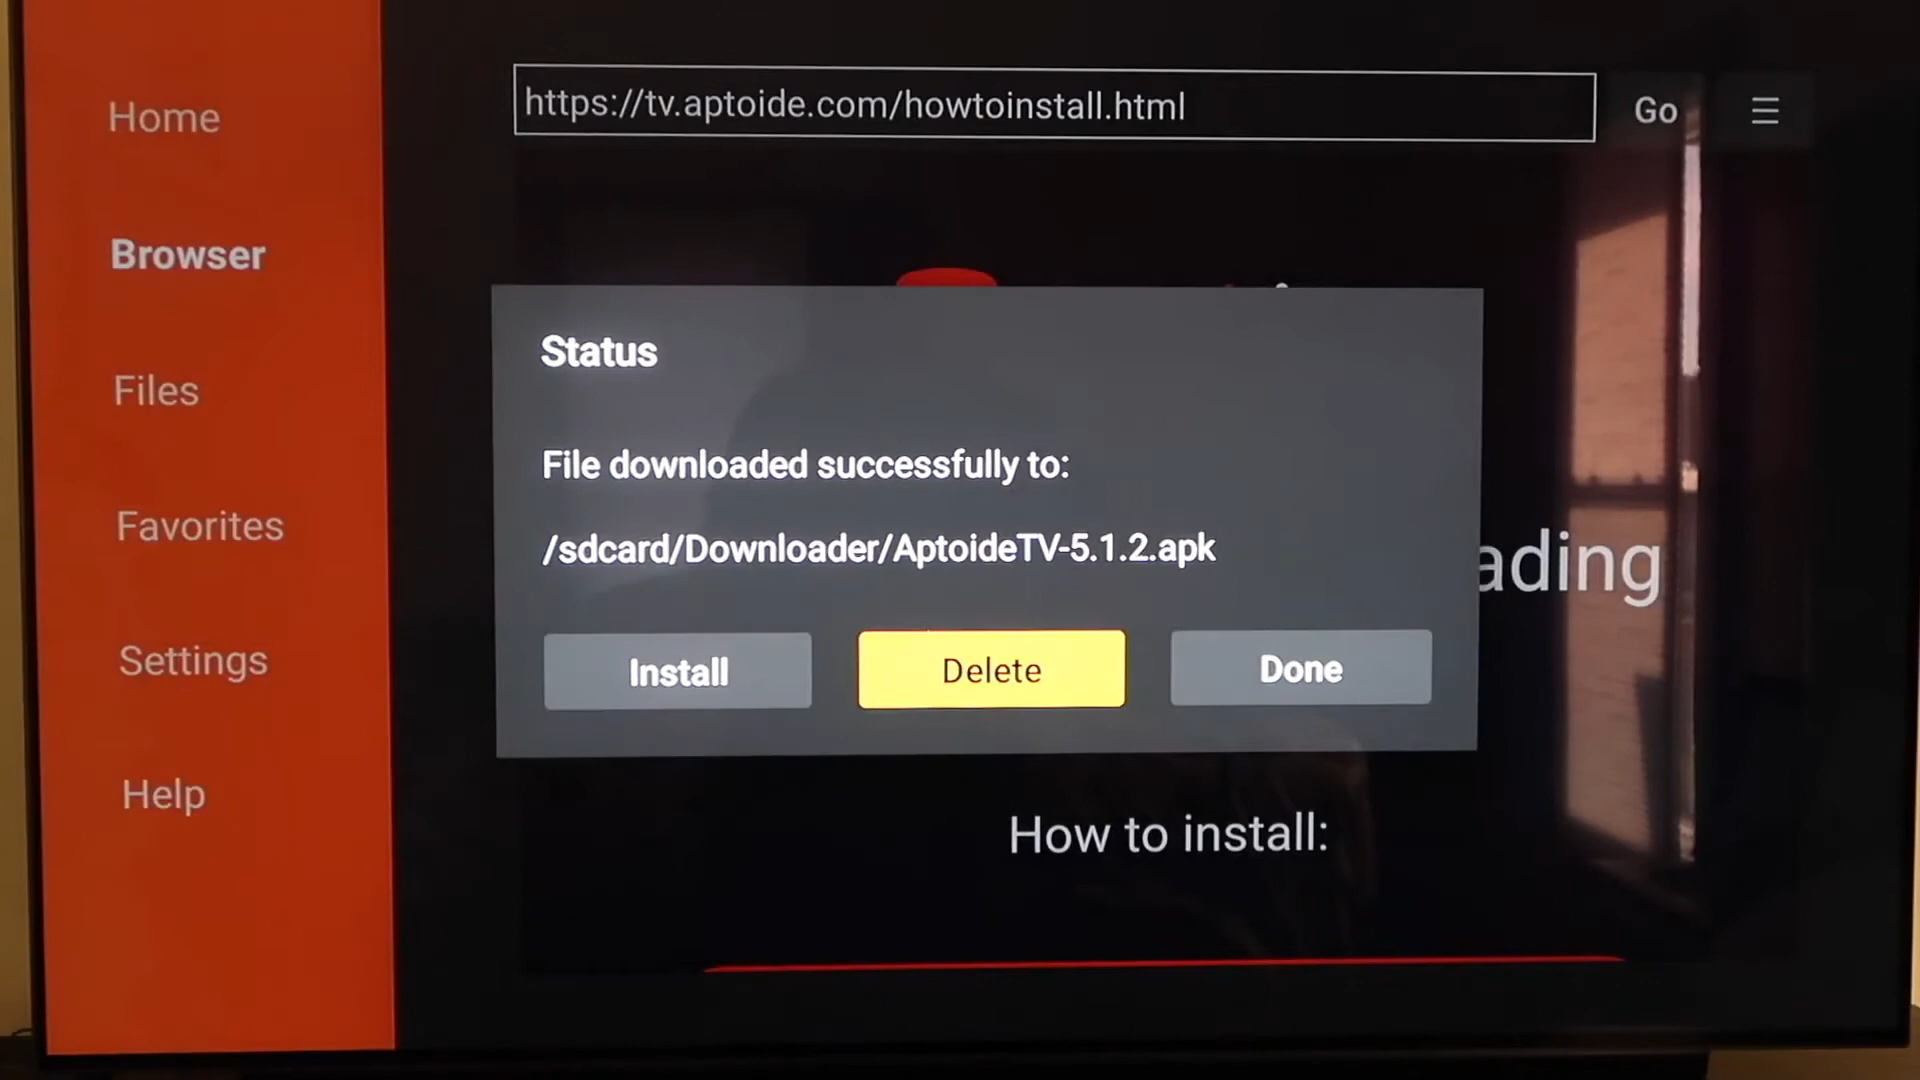 Home
Browser
Files
Favorites
Settings
Help
https://tv.aptoide.com/howtoinstall.html
Go
Status
File downloaded successfully to:
/sdcard/Downloader/AptoideTV-5.1.2.apk
Install
Delete
Done
ading
How to install: